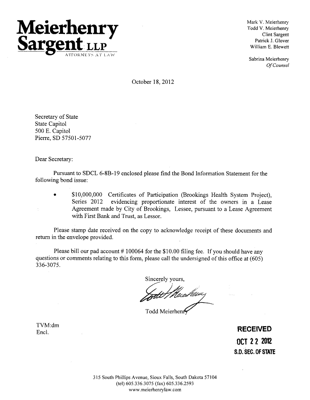 Meierhenry
Sargent LLP
ATTORNEYS AT LAW
Mark V. Meierhenry
Todd V. Meierhenry
Clint Sargent
Patrick J. Glover
William E. Blewett
Sabrina Meierhenry
Of Counsel
October 18, 2012
Secretary of State
State Capitol
500 E. Capitol
Pierre, SD 57501-5077
Dear Secretary:
Pursuant to SDCL 6-8B-19 enclosed please find the Bond Information Statement for the
following bond issue:
• $10,000,000 Certificates of Participation (Brookings Health System Project),
Series 2012 evidencing proportionate interest of the owners in a Lease
Agreement made by City of Brookings, Lessee, pursuant to a Lease Agreement
with First Bank and Trust, as Lessor.
Please stamp date received on the copy to acknowledge receipt of these documents and
return in the envelope provided.
Please bill our pad account # 100064 for the $10.00 filing fee. If you should have any
questions or comments relating to this form, please call the undersigned of this office at (605)
336-3075.
Sincerely yours,
Todd Meierhenry
TVM:dm
Encl.
RECEIVED
OCT 22 2012
S.D. SEC. OF STATE
315 South Phillips Avenue, Sioux Falls, South Dakota 57104
(tel) 605.336.3075 (fax) 605.336.2593
www.meierhenrylaw.com